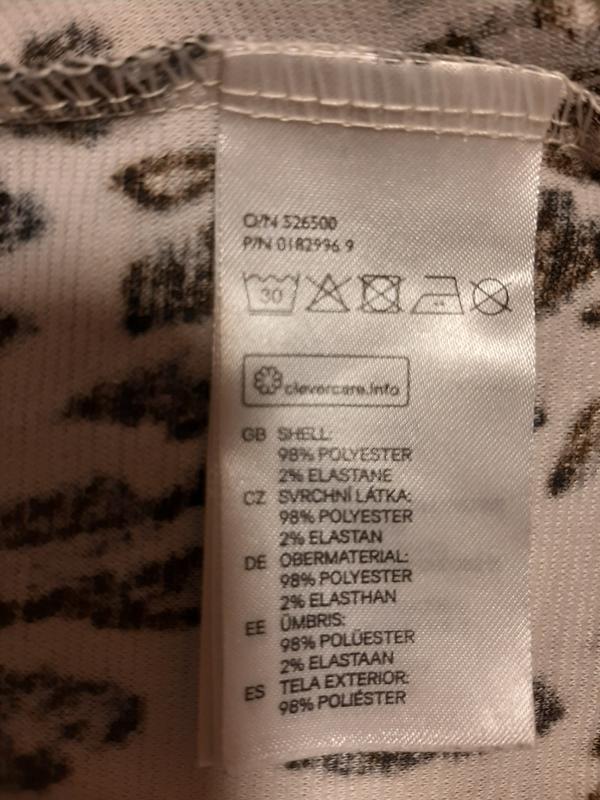 O/N 526500
P/N 0182996 9
30
clevercare.info
GB SHELL:
98% POLYESTER
2% ELASTANE
CZ SVRCHNÍ LÁTKA:
98% POLYESTER
2% ELASTAN
DE OBERMATERIAL:
98% POLYESTER
2% ELASTHAN
EE ÜMBRIS:
98% POLÜESTER
2% ELASTAAN
ES TELA EXTERIOR:
98% POLIÉSTER